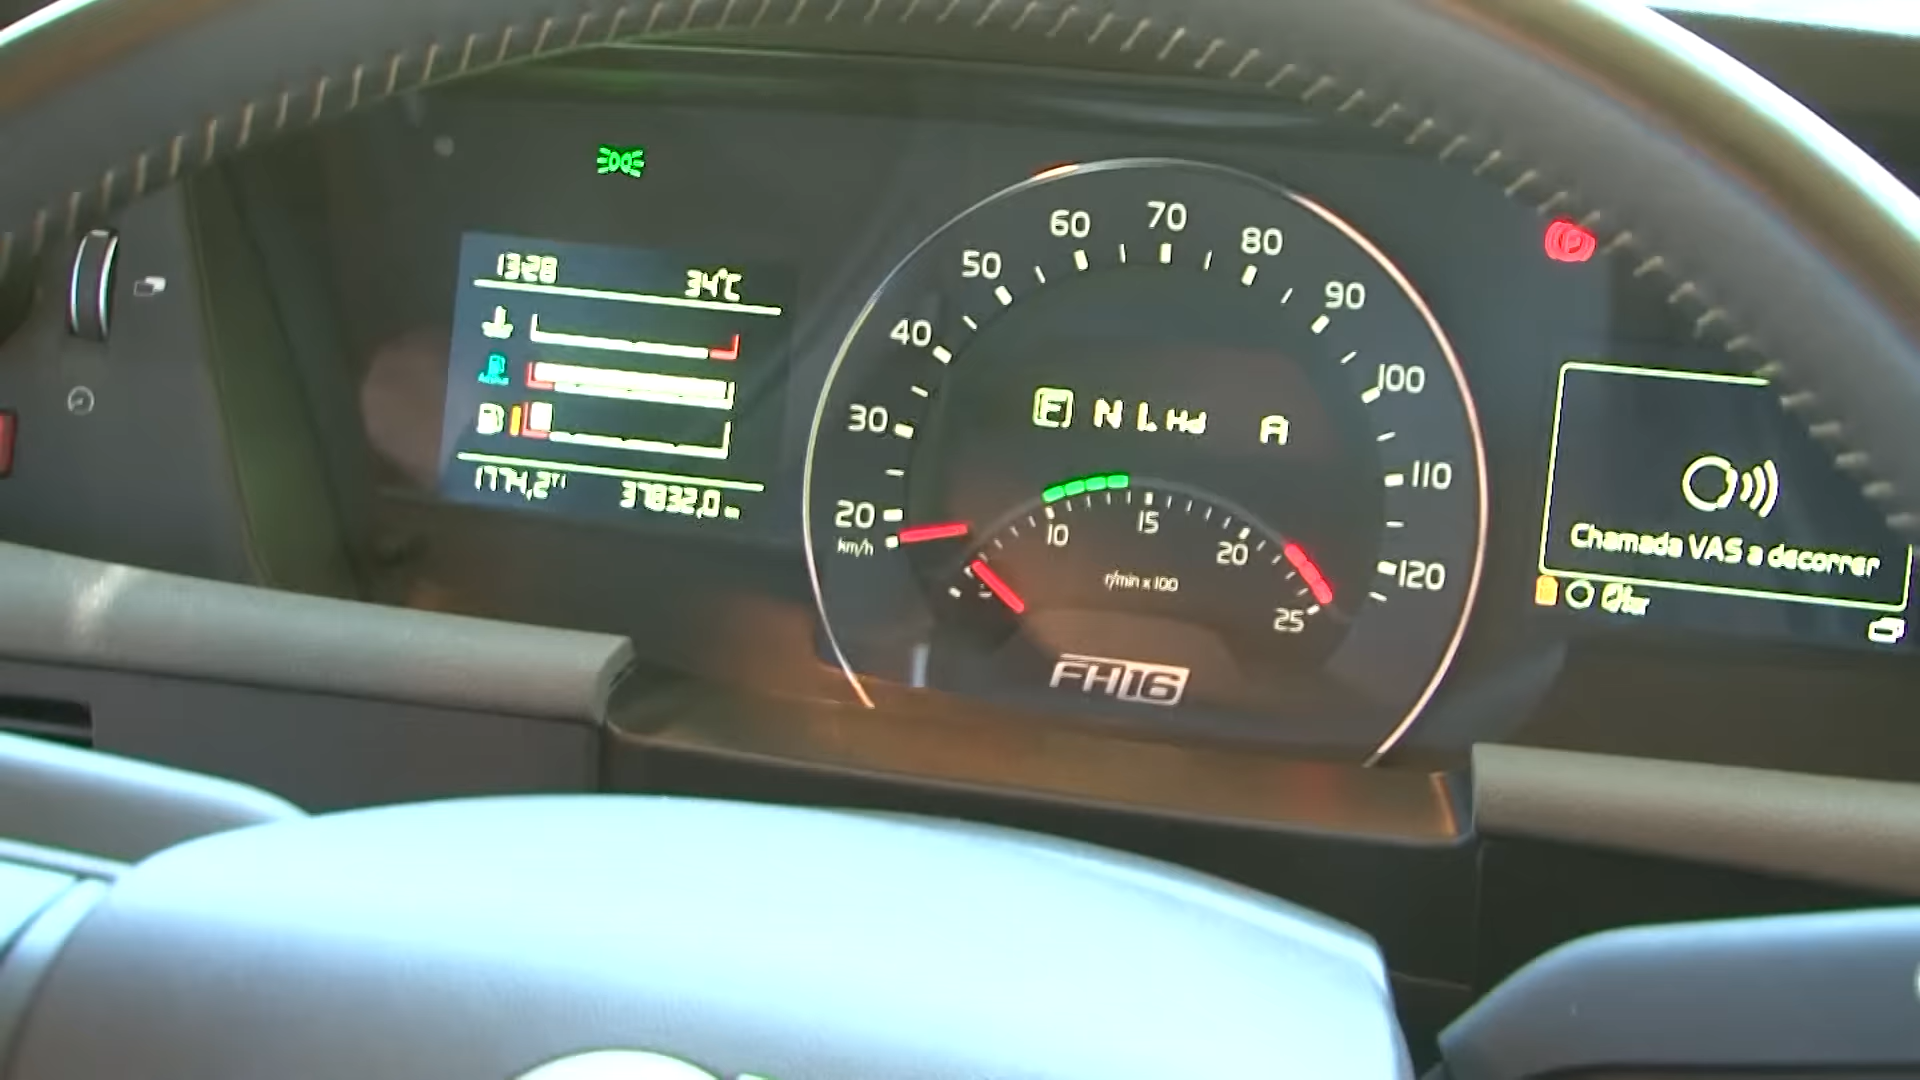 13:28 34°C
1774,2
37832,0
20
30
40
50
60
70
80
90
100
110
120
km/h
E N L Hd A
10
15
20
25
r/min x 100
FH16
Chamada VAS a decorrer